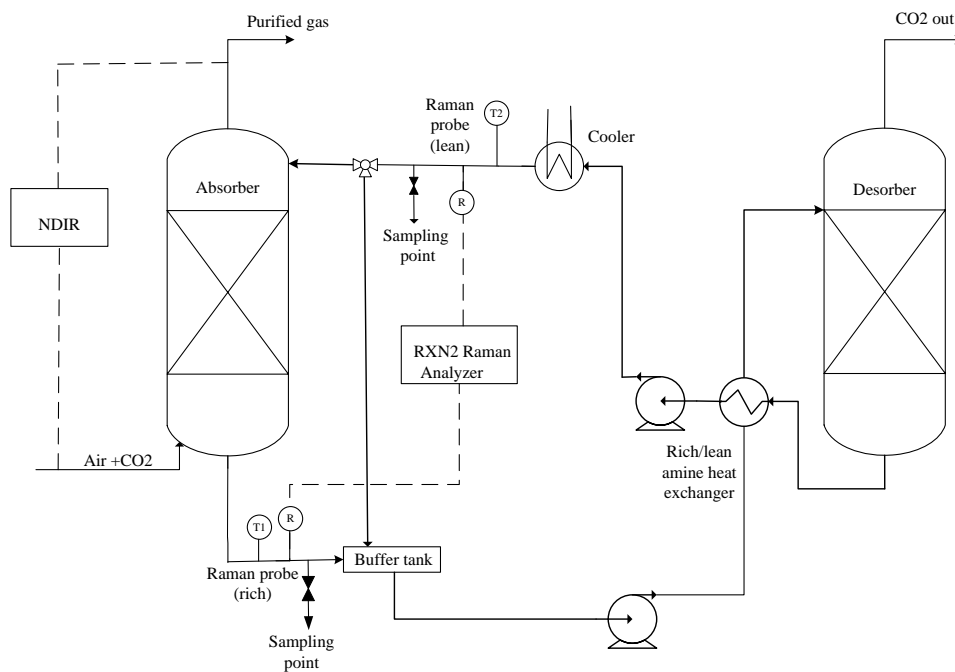 Purified gas
CO2 out
Raman
probe
(lean)
T2
Cooler
Absorber
Desorber
NDIR
R
Sampling
point
RXN2 Raman
Analyzer
Rich/lean
amine heat
exchanger
Air +CO2
T1
R
Buffer tank
Raman probe
(rich)
Sampling
point